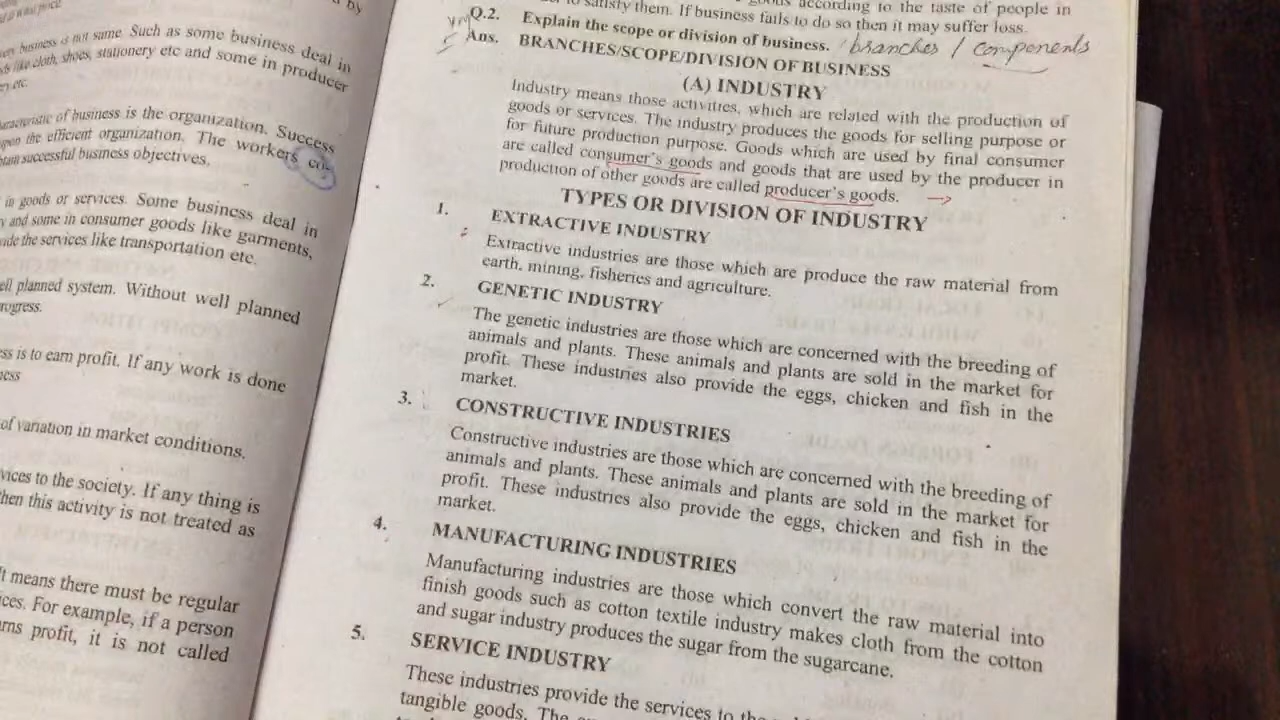 business is not same. Such as some business deal in
like cloth, shoes, stationery etc and some in producer
etc.
characteristic of business is the organization. Success
upon the efficient organization. The workers co-
successful business objectives.
in goods or services. Some business deal in
and some in consumer goods like garments,
the services like transportation etc.
well planned system. Without well planned
progress.
is to earn profit. If any work is done
of variation in market conditions.
services to the society. If any thing is
then this activity is not treated as
It means there must be regular
For example, if a person
earns profit, it is not called
goods according to the taste of people in
to satisfy them. If business fails to do so then it may suffer loss.
Q.2. Explain the scope or division of business. branches / components
Ans. BRANCHES/SCOPE/DIVISION OF BUSINESS
(A) INDUSTRY
Industry means those activities, which are related with the production of
goods or services. The industry produces the goods for selling purpose or
for future production purpose. Goods which are used by final consumer
are called consumer's goods and goods that are used by the producer in
production of other goods are called producer's goods. →
TYPES OR DIVISION OF INDUSTRY
1. EXTRACTIVE INDUSTRY
Extractive industries are those which are produce the raw material from
earth, mining, fisheries and agriculture.
2. GENETIC INDUSTRY
The genetic industries are those which are concerned with the breeding of
animals and plants. These animals and plants are sold in the market for
profit. These industries also provide the eggs, chicken and fish in the
market.
3. CONSTRUCTIVE INDUSTRIES
Constructive industries are those which are concerned with the breeding of
animals and plants. These animals and plants are sold in the market for
profit. These industries also provide the eggs, chicken and fish in the
market.
4. MANUFACTURING INDUSTRIES
Manufacturing industries are those which convert the raw material into
finish goods such as cotton textile industry makes cloth from the cotton
and sugar industry produces the sugar from the sugarcane.
5. SERVICE INDUSTRY
These industries provide the services to the
tangible goods. The